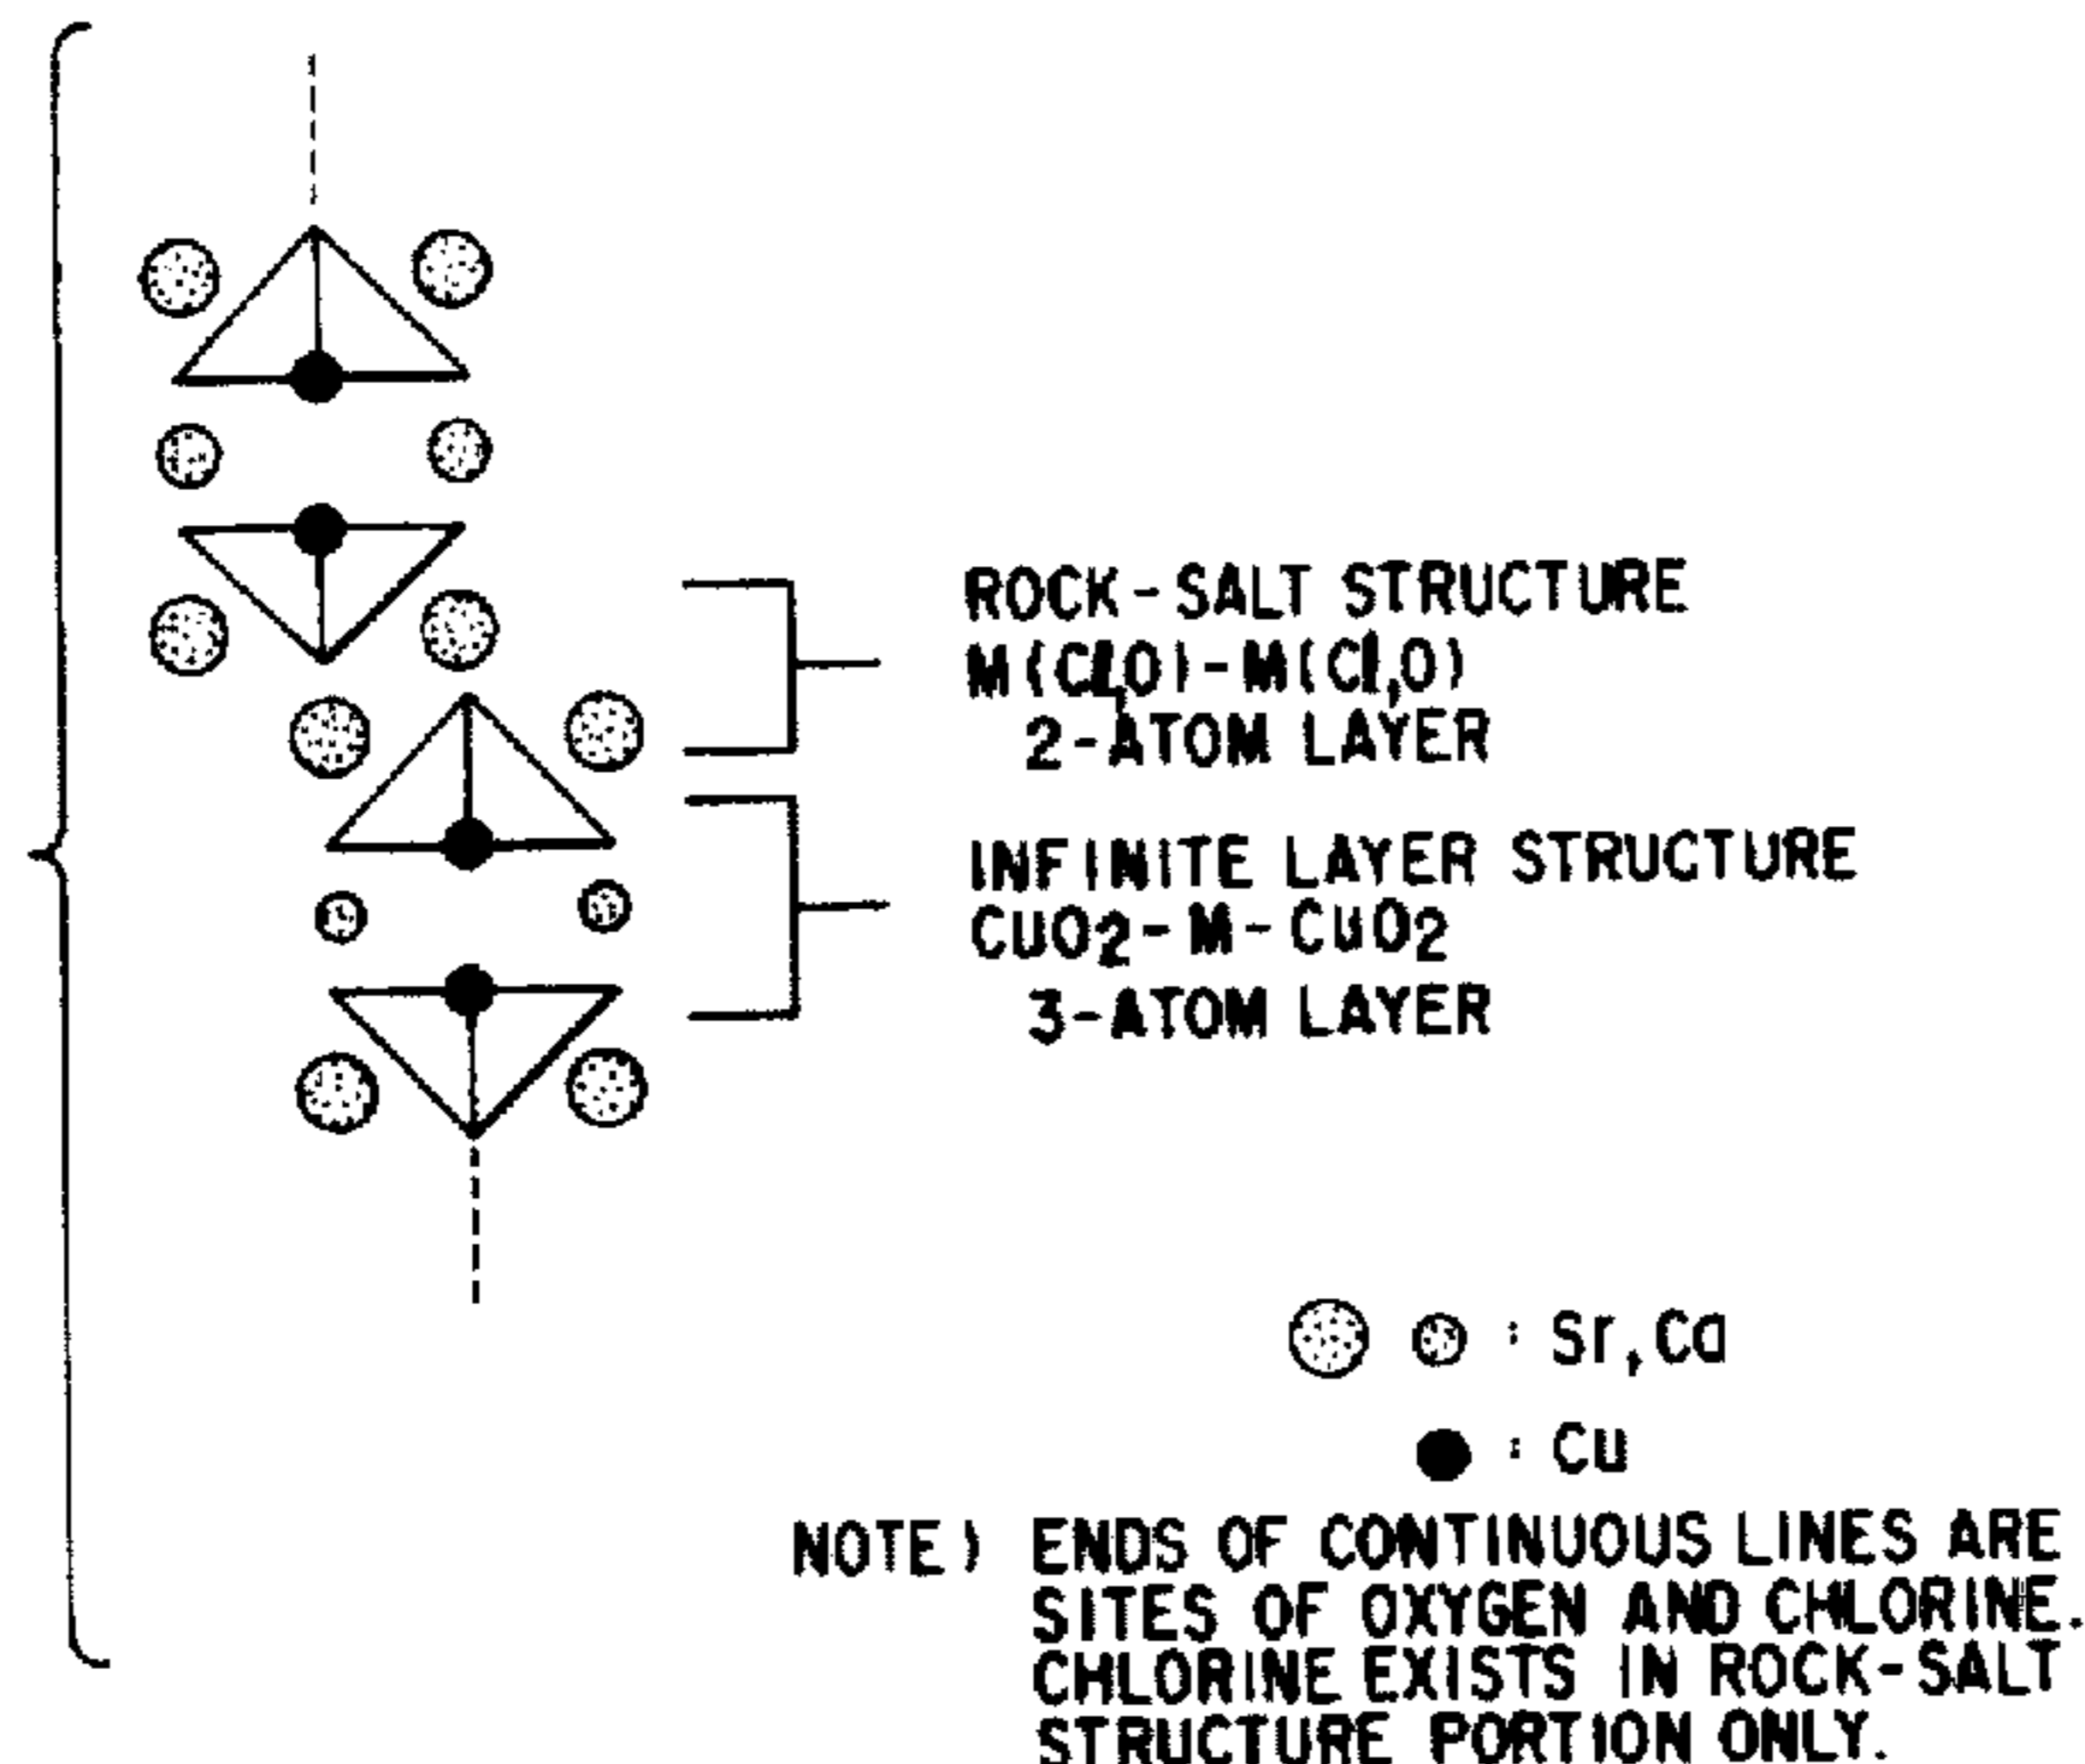 ROCK-SALT STRUCTURE
M(Cl,O)-M(Cl,O)
2-ATOM LAYER
INFINITE LAYER STRUCTURE
CuO2-M-CuO2
3-ATOM LAYER
: Sr,Ca
: Cu
NOTE) ENDS OF CONTINUOUS LINES ARE
SITES OF OXYGEN AND CHLORINE.
CHLORINE EXISTS IN ROCK-SALT
STRUCTURE PORTION ONLY.